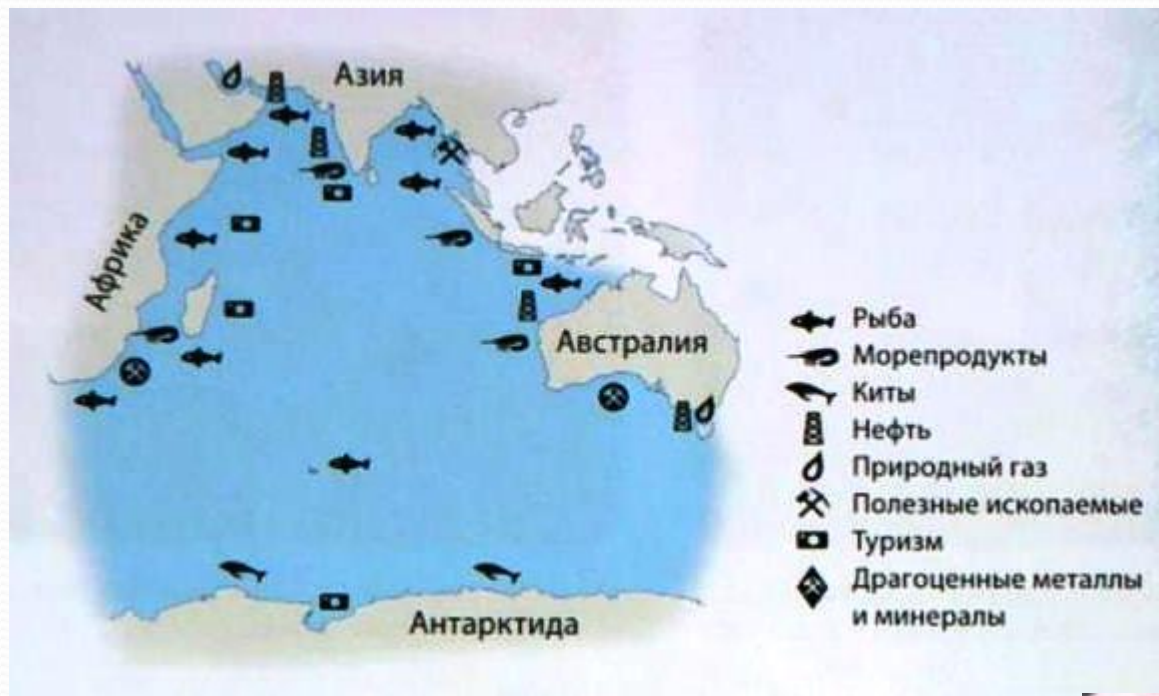 Азия
Африка
Австралия
Антарктида
Рыба
Морепродукты
Киты
Нефть
Природный газ
Полезные ископаемые
Туризм
Драгоценные металлы
и минералы